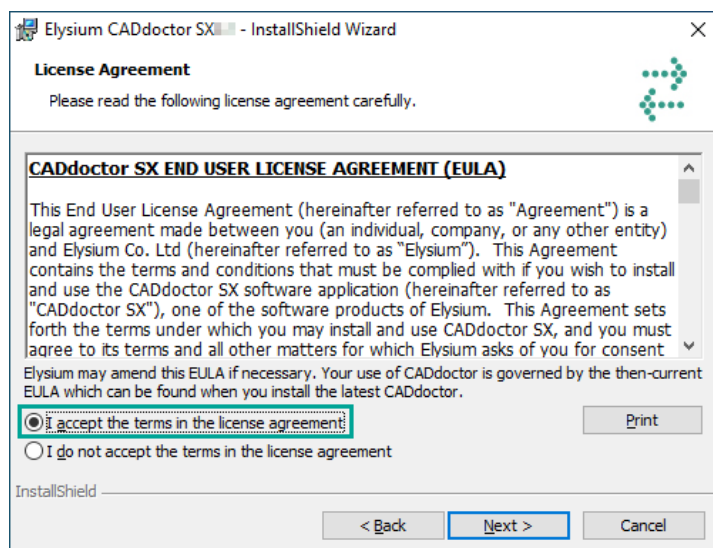 Elysium CADdoctor SX - InstallShield Wizard
License Agreement
Please read the following license agreement carefully.
CADdoctor SX END USER LICENSE AGREEMENT (EULA)
This End User License Agreement (hereinafter referred to as "Agreement") is a
legal agreement made between you (an individual, company, or any other entity)
and Elysium Co. Ltd (hereinafter referred to as “Elysium”).  This Agreement
contains the terms and conditions that must be complied with if you wish to install
and use the CADdoctor SX software application (hereinafter referred to as
"CADdoctor SX"), one of the software products of Elysium.  This Agreement sets
forth the terms under which you may install and use CADdoctor SX, and you must
agree to its terms and all other matters for which Elysium asks of you for consent
Elysium may amend this EULA if necessary. Your use of CADdoctor is governed by the then-current
EULA which can be found when you install the latest CADdoctor.
I accept the terms in the license agreement
Print
I do not accept the terms in the license agreement
InstallShield
< Back
Next >
Cancel